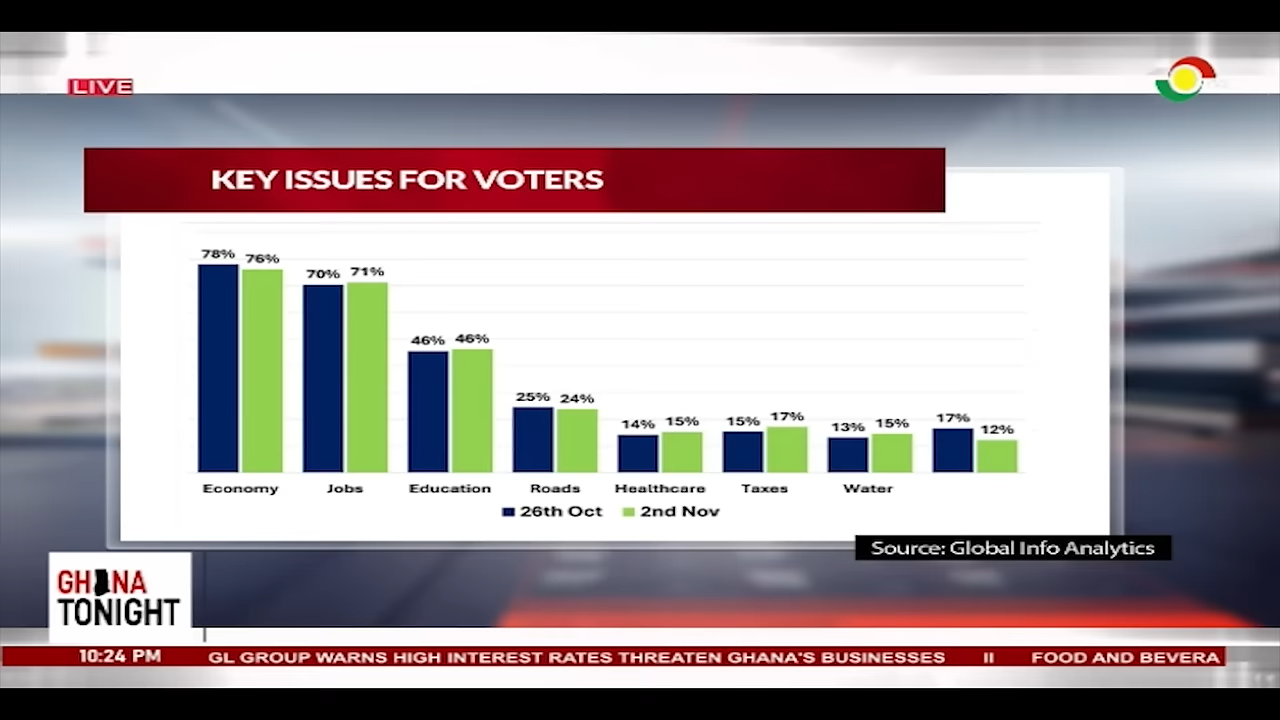 LIVE
KEY ISSUES FOR VOTERS
78% 76% 70% 71% 46% 46% 25% 24% 14% 15% 15% 17% 13% 15% 17% 12%
Economy Jobs Education Roads Healthcare Taxes Water
26th Oct 2nd Nov
Source: Global Info Analytics
GHANA
TONIGHT
10:24 PM GL GROUP WARNS HIGH INTEREST RATES THREATEN GHANA'S BUSINESSES II FOOD AND BEVERA